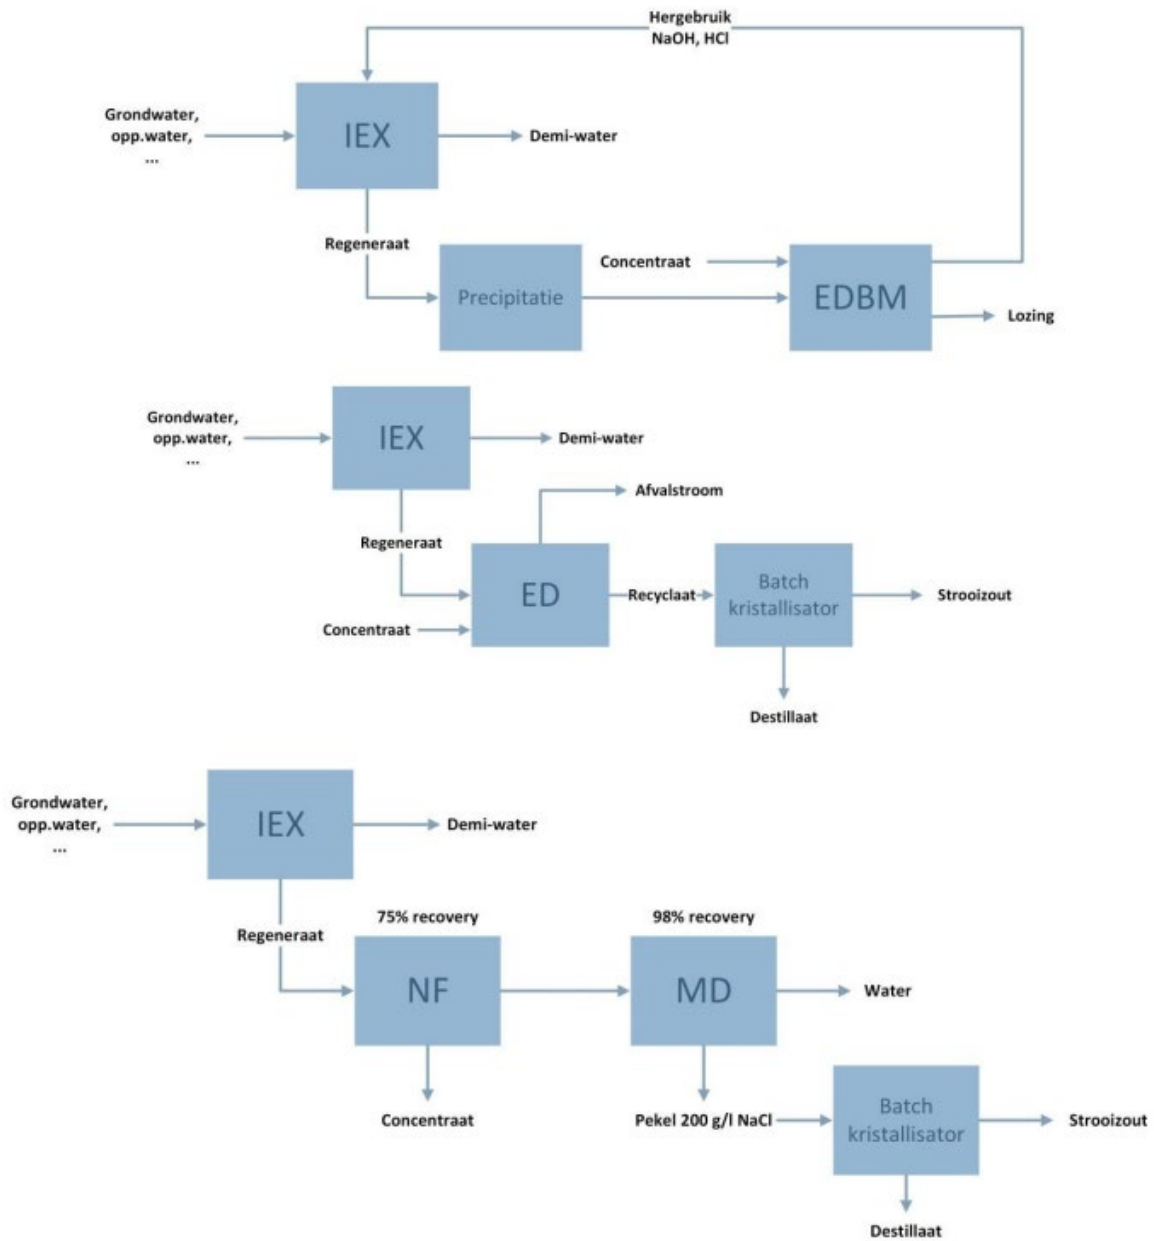 Hergebruik
NaOH, HCl
Grondwater,
opp.water,
...
IEX
Demi-water
Regeneraat
Precipitatie
Concentraat
EDBM
Lozing
Grondwater,
opp.water,
...
IEX
Demi-water
Afvalstroom
Regeneraat
ED
Recyclaat
Batch
kristallisator
Strooizout
Concentraat
Destillaat
Grondwater,
opp.water,
...
IEX
Demi-water
Regeneraat
75% recovery
98% recovery
NF
MD
Water
Concentraat
Pekel 200 g/l NaCl
Batch
kristallisator
Strooizout
Destillaat